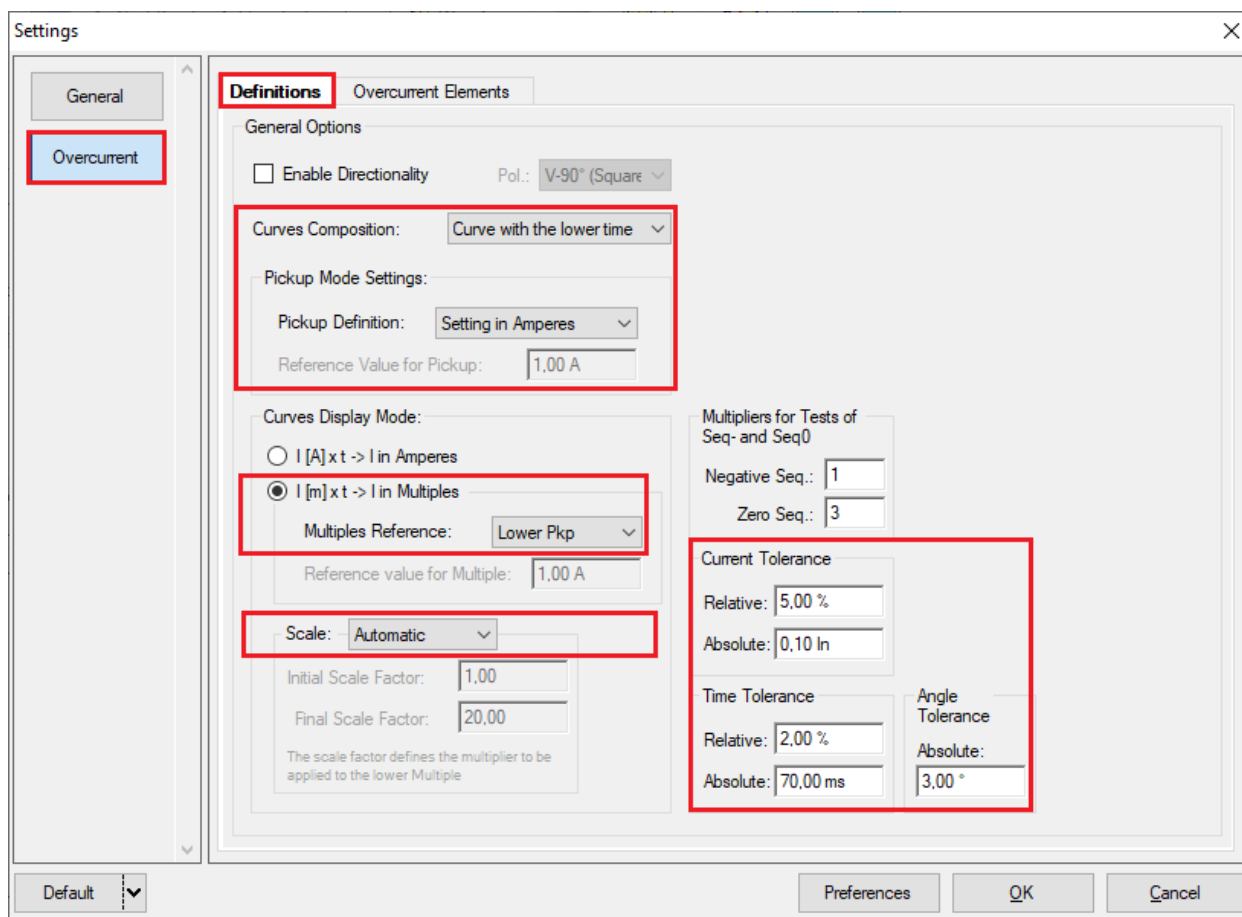 Settings
General
Overcurrent
Definitions
Overcurrent Elements
General Options
Enable Directionality
Pol.: V-90° (Square
Curves Composition: Curve with the lower time
Pickup Mode Settings:
Pickup Definition: Setting in Amperes
Reference Value for Pickup: 1,00 A
Curves Display Mode:
I [A] x t -> I in Amperes
I [m] x t -> I in Multiples
Multiples Reference: Lower Pkp
Reference value for Multiple: 1,00 A
Scale: Automatic
Initial Scale Factor: 1,00
Final Scale Factor: 20,00
The scale factor defines the multiplier to be
applied to the lower Multiple
Multipliers for Tests of
Seq- and Seq0
Negative Seq.: 1
Zero Seq.: 3
Current Tolerance
Relative: 5,00 %
Absolute: 0,10 In
Time Tolerance
Relative: 2,00 %
Absolute: 70,00 ms
Angle
Tolerance
Absolute:
3,00 °
Default
Preferences
OK
Cancel